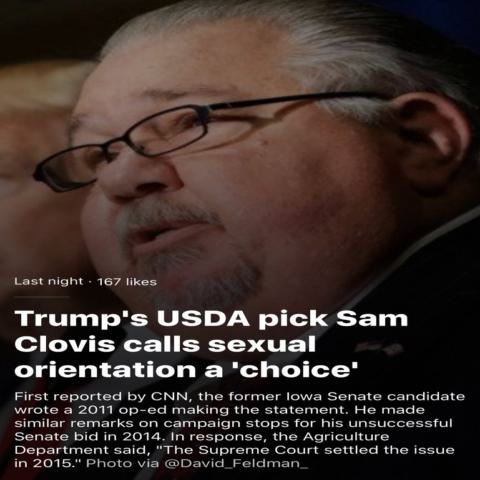 Last night · 167 likes
Trump's USDA pick Sam
Clovis calls sexual
orientation a 'choice'
First reported by CNN, the former Iowa Senate candidate
wrote a 2011 op-ed making the statement. He made
similar remarks on campaign stops for his unsuccessful
Senate bid in 2014. In response, the Agriculture
Department said, "The Supreme Court settled the issue
in 2015." Photo via @David_Feldman_